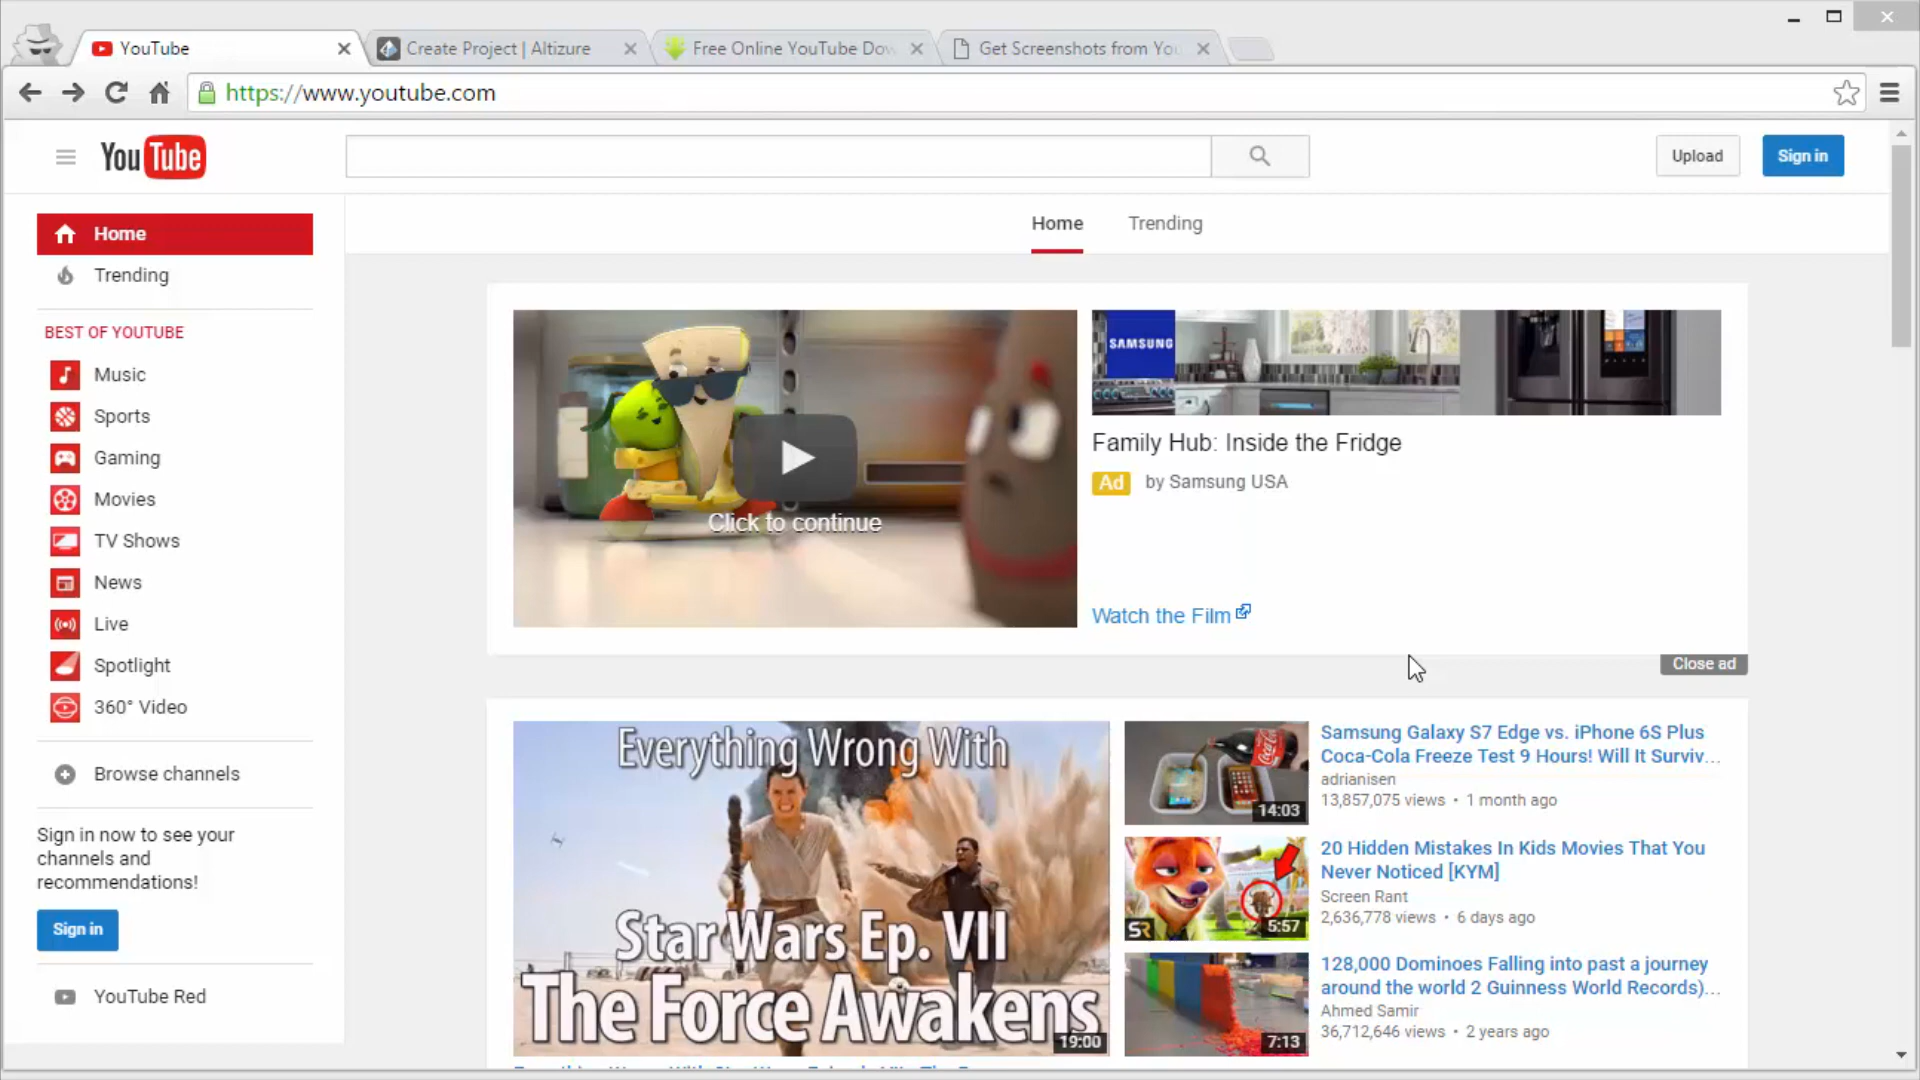 YouTube
Create Project | Altizure
Free Online YouTube Dow
Get Screenshots from You
https://www.youtube.com
YouTube
Upload
Sign in
Home
Trending
Home
Trending
BEST OF YOUTUBE
Music
Sports
Gaming
Movies
TV Shows
News
Live
Spotlight
360° Video
Browse channels
Sign in now to see your
channels and
recommendations!
Sign in
YouTube Red
Click to continue
SAMSUNG
Family Hub: Inside the Fridge
Ad by Samsung USA
Watch the Film
Close ad
Everything Wrong With
Star Wars Ep. VII
The Force Awakens
19:00
Coca-Cola
14:03
Samsung Galaxy S7 Edge vs. iPhone 6S Plus
Coca-Cola Freeze Test 9 Hours! Will It Surviv...
adrianisen
13,857,075 views • 1 month ago
SR
5:57
20 Hidden Mistakes In Kids Movies That You
Never Noticed [KYM]
Screen Rant
2,636,778 views • 6 days ago
7:13
128,000 Dominoes Falling into past a journey
around the world 2 Guinness World Records)...
Ahmed Samir
36,712,646 views • 2 years ago